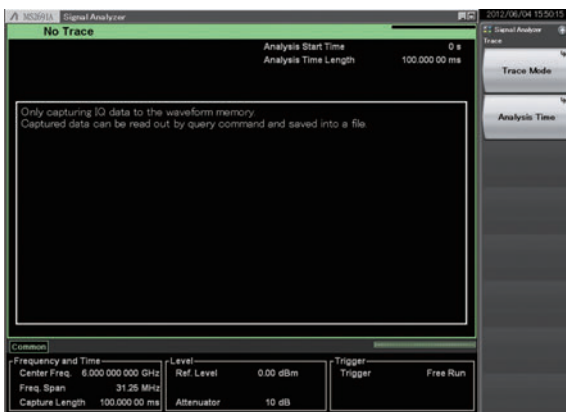 MS2691A Signal Analyzer
2012/06/04 15:50:15
No Trace
Signal Analyzer
Trace
Analysis Start Time 0 s
Analysis Time Length 100.000 00 ms
Trace Mode
Analysis Time
Only capturing IQ data to the waveform memory.
Captured data can be read out by query command and saved into a file.
Common
Frequency and Time
Center Freq. 6.000 000 000 GHz
Freq. Span 31.25 MHz
Capture Length 100.000 00 ms
Level
Ref. Level 0.00 dBm
Attenuator 10 dB
Trigger
Trigger Free Run